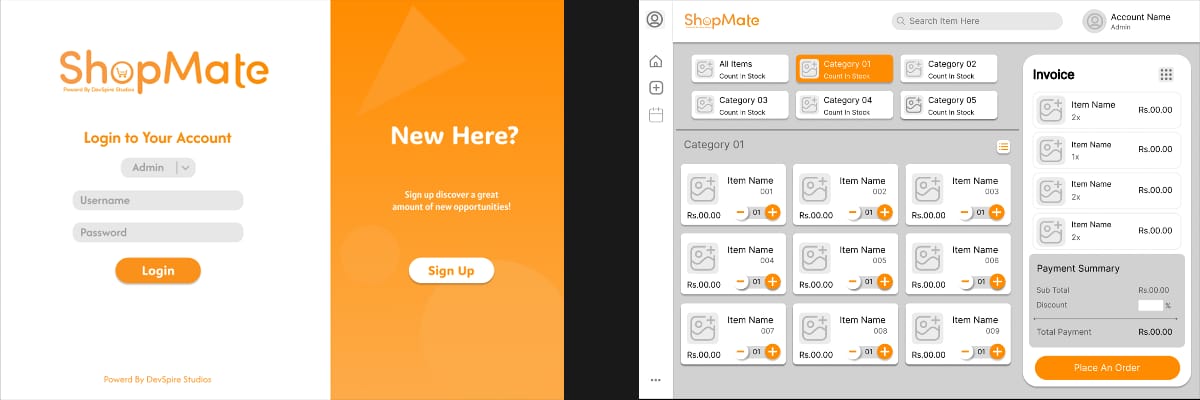 ShopMate
Powerd By DevSpire Studios
Login to Your Account
Admin
Username
Password
Login
Powerd By DevSpire Studios
New Here?
Sign up discover a great
amount of new opportunities!
Sign Up
ShopMate
Search Item Here
Account Name
Admin
All Items
Count In Stock
Category 01
Count In Stock
Category 02
Count In Stock
Category 03
Count In Stock
Category 04
Count In Stock
Category 05
Count In Stock
Category 01
Item Name
001
Rs.00.00
01
Item Name
002
Rs.00.00
01
Item Name
003
Rs.00.00
01
Item Name
004
Rs.00.00
01
Item Name
005
Rs.00.00
01
Item Name
006
Rs.00.00
01
Item Name
007
Rs.00.00
01
Item Name
008
Rs.00.00
01
Item Name
009
Rs.00.00
01
Invoice
Item Name
2x
Rs.00.00
Item Name
1x
Rs.00.00
Item Name
2x
Rs.00.00
Item Name
2x
Rs.00.00
Payment Summary
Sub Total Rs.00.00
Discount %
Total Payment Rs.00.00
Place An Order